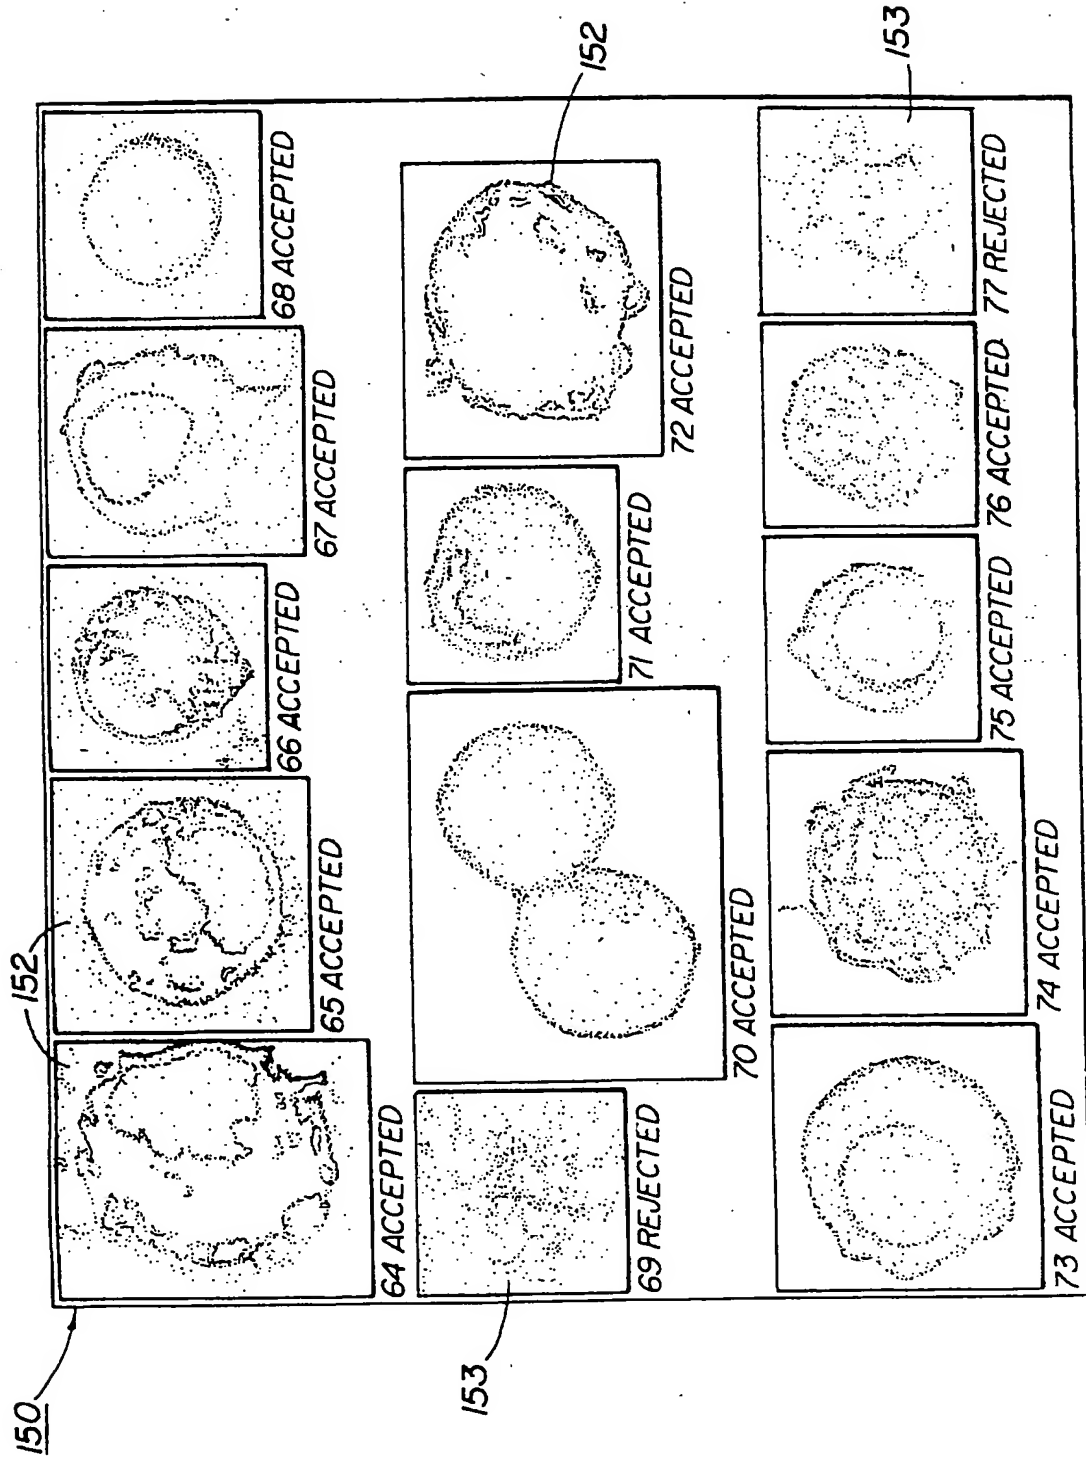 150
152
64 ACCEPTED
65 ACCEPTED
66 ACCEPTED
67 ACCEPTED
68 ACCEPTED
153
69 REJECTED
70 ACCEPTED
71 ACCEPTED
72 ACCEPTED
152
73 ACCEPTED
74 ACCEPTED
75 ACCEPTED
76 ACCEPTED
77 REJECTED
153